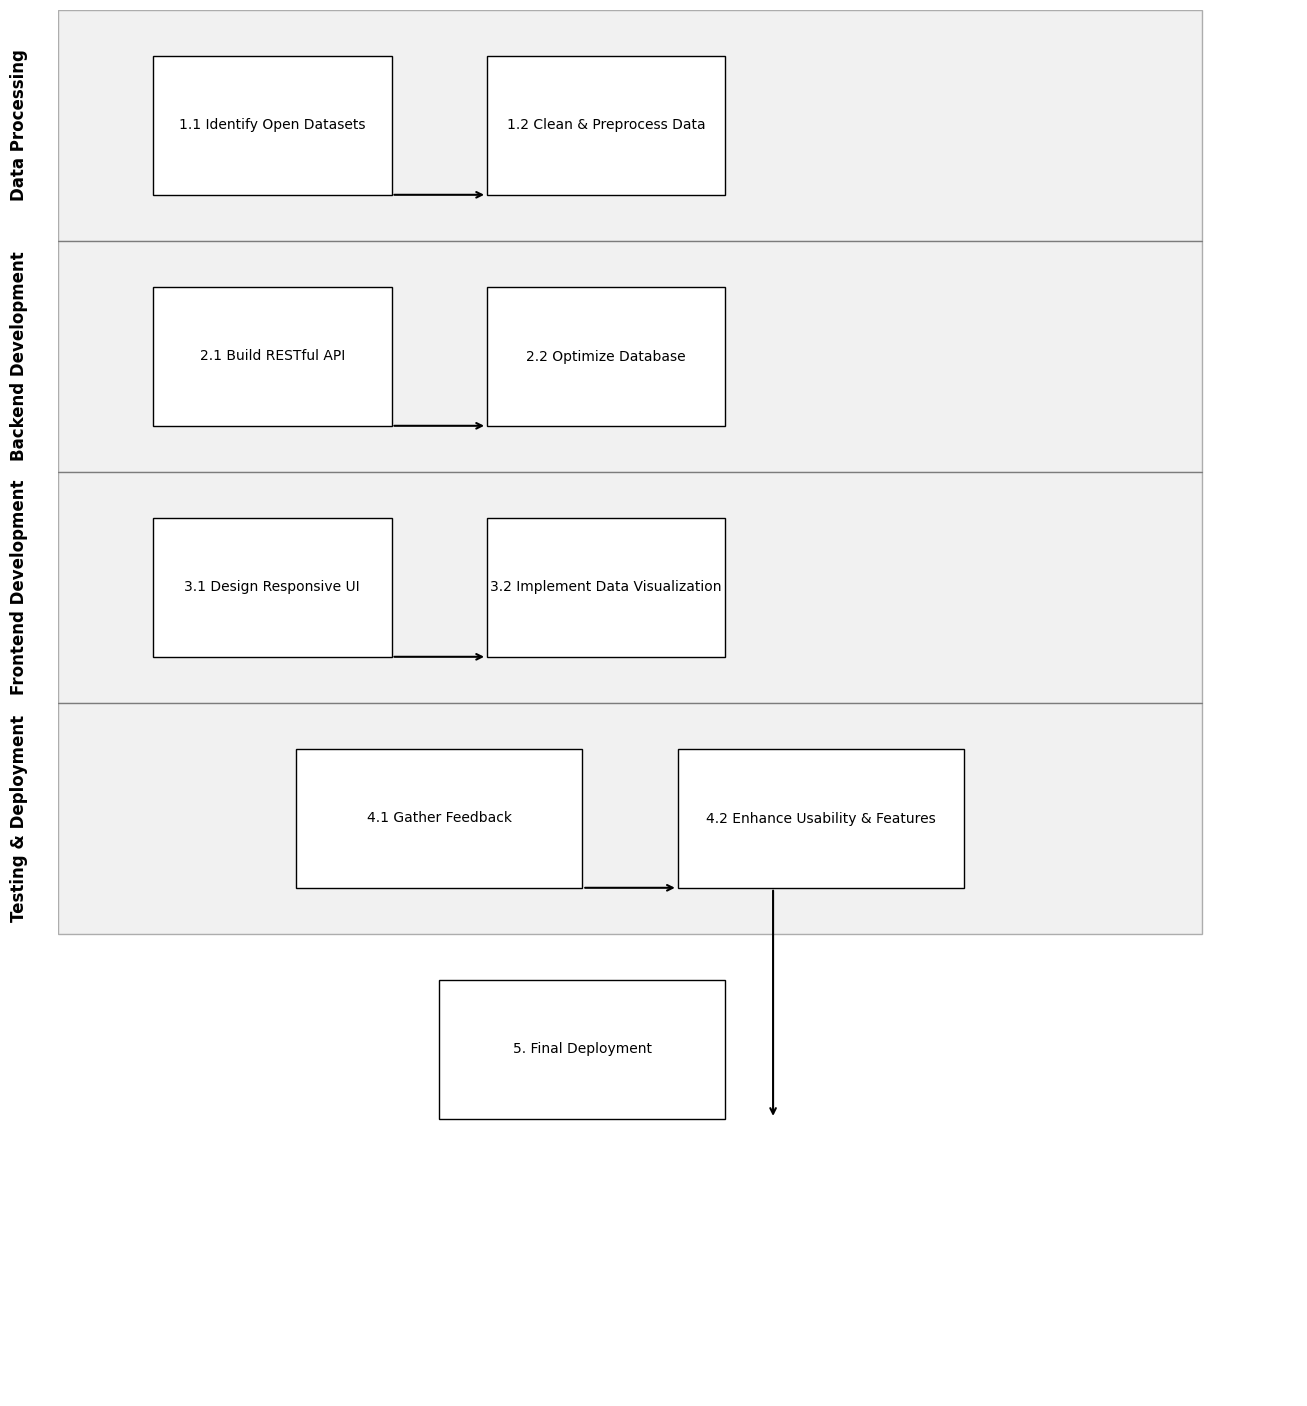 Data Processing
1.1 Identify Open Datasets
1.2 Clean & Preprocess Data
Backend Development
2.1 Build RESTful API
2.2 Optimize Database
Frontend Development
3.1 Design Responsive UI
3.2 Implement Data Visualization
Testing & Deployment
4.1 Gather Feedback
4.2 Enhance Usability & Features
5. Final Deployment